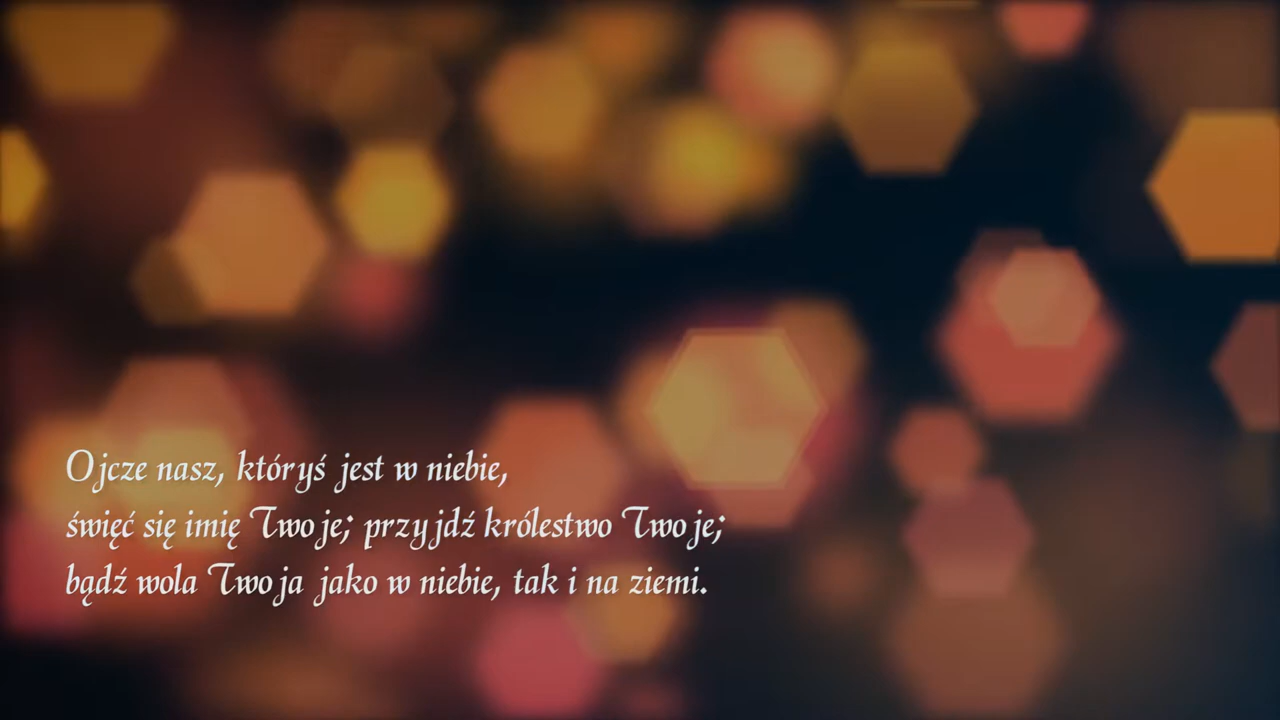 Ojcze nasz, któryś jest w niebie,
święć się imię Twoje; przyjdź królestwo Twoje;
bądź wola Twoja jako w niebie, tak i na ziemi.